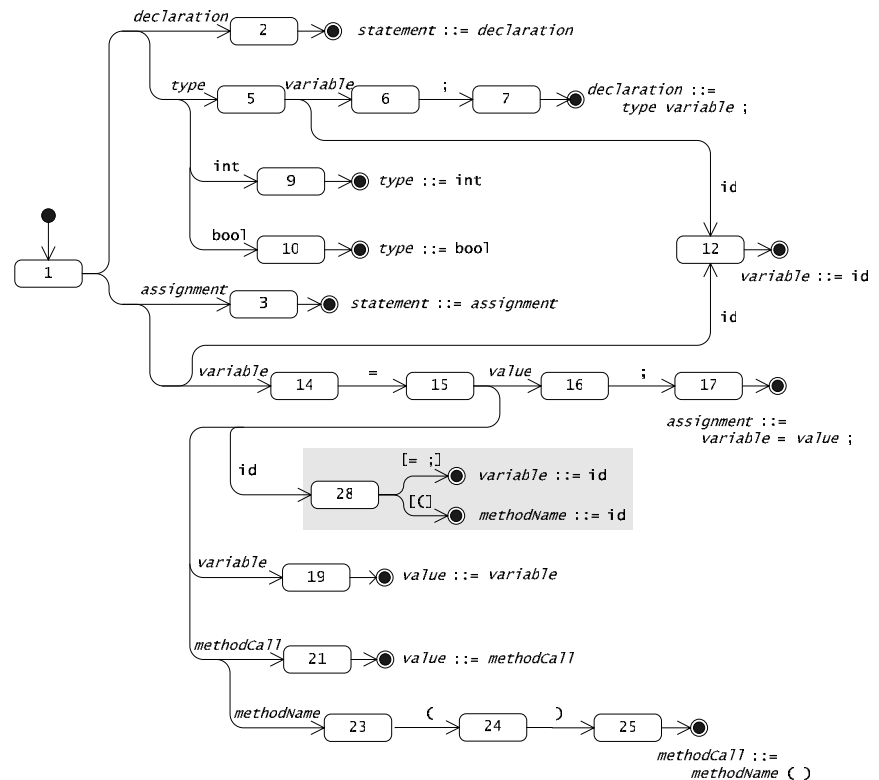 declaration
2
statement ::= declaration
type
5
variable
6
;
7
declaration ::=
type variable ;
int
9
type ::= int
id
bool
10
type ::= bool
12
variable ::= id
1
assignment
3
statement ::= assignment
id
variable
14
=
15
value
16
;
17
assignment ::=
variable = value ;
id
28
[= ;]
variable ::= id
[(]
methodName ::= id
variable
19
value ::= variable
methodCall
21
value ::= methodCall
methodName
23
(
24
)
25
methodCall ::=
methodName ( )